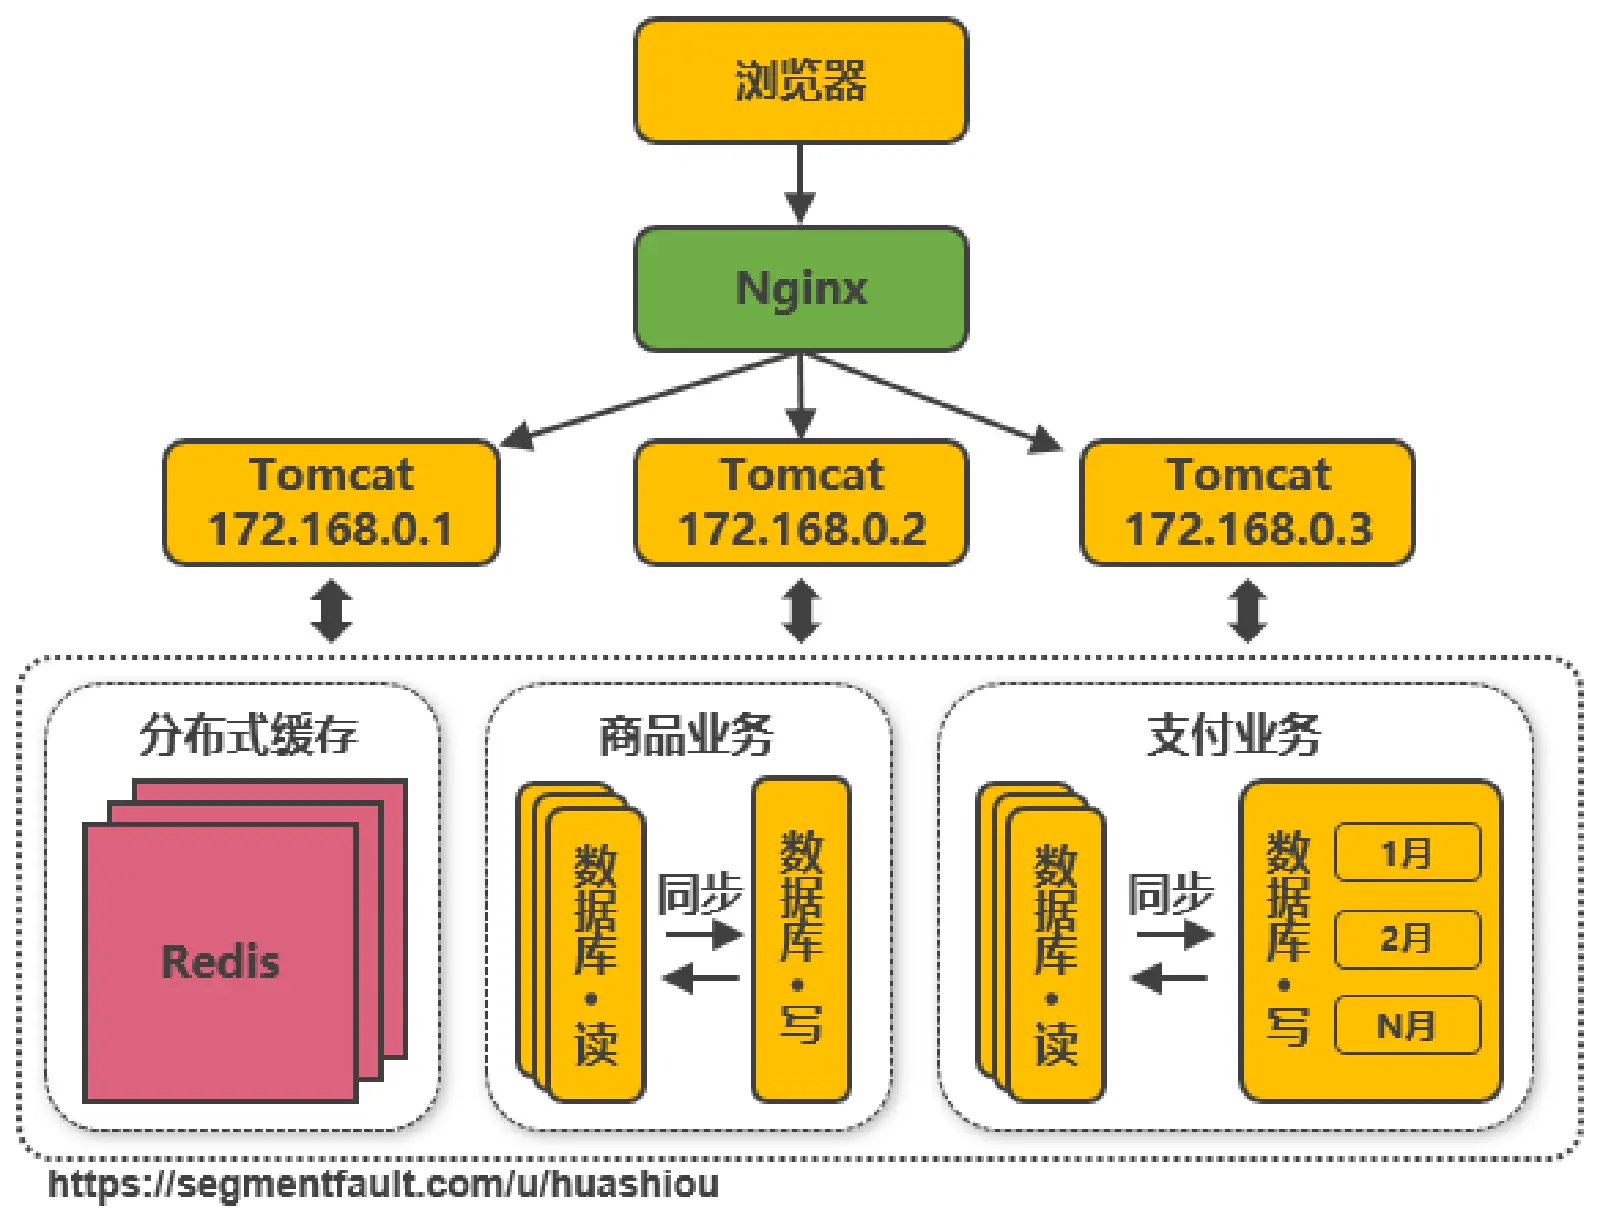 浏览器
Nginx
Tomcat
172.168.0.1
Tomcat
172.168.0.2
Tomcat
172.168.0.3
分布式缓存
Redis
商品业务
数据库·读
同步
数据库·写
支付业务
数据库·读
同步
数据库·写
1月
2月
N月
https://segmentfault.com/u/huashiou